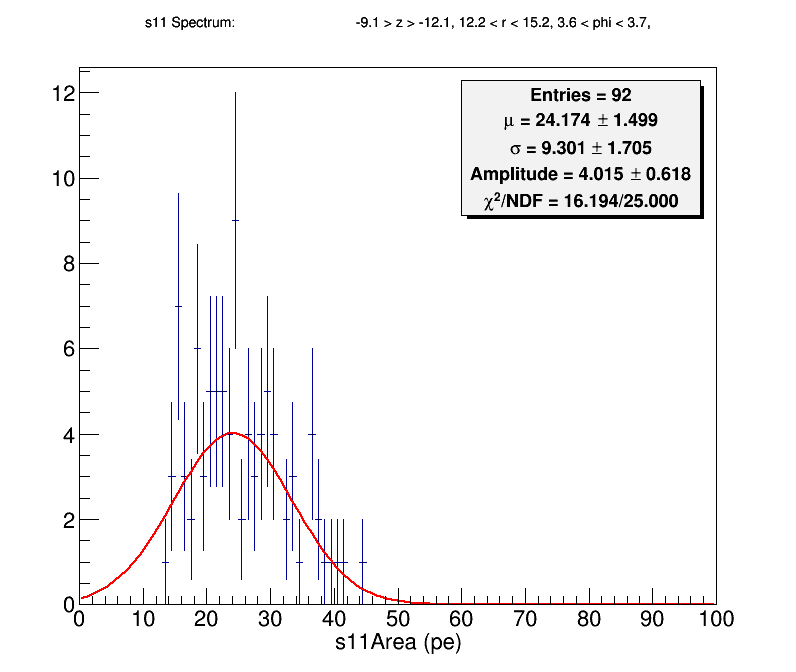 s11 Spectrum: -9.1 > z > -12.1, 12.2 < r < 15.2, 3.6 < phi < 3.7,
Entries = 92
μ = 24.174 ± 1.499
σ = 9.301 ± 1.705
Amplitude = 4.015 ± 0.618
χ²/NDF = 16.194/25.000
12
10
8
6
4
2
0
0 10 20 30 40 50 60 70 80 90 100
s11Area (pe)